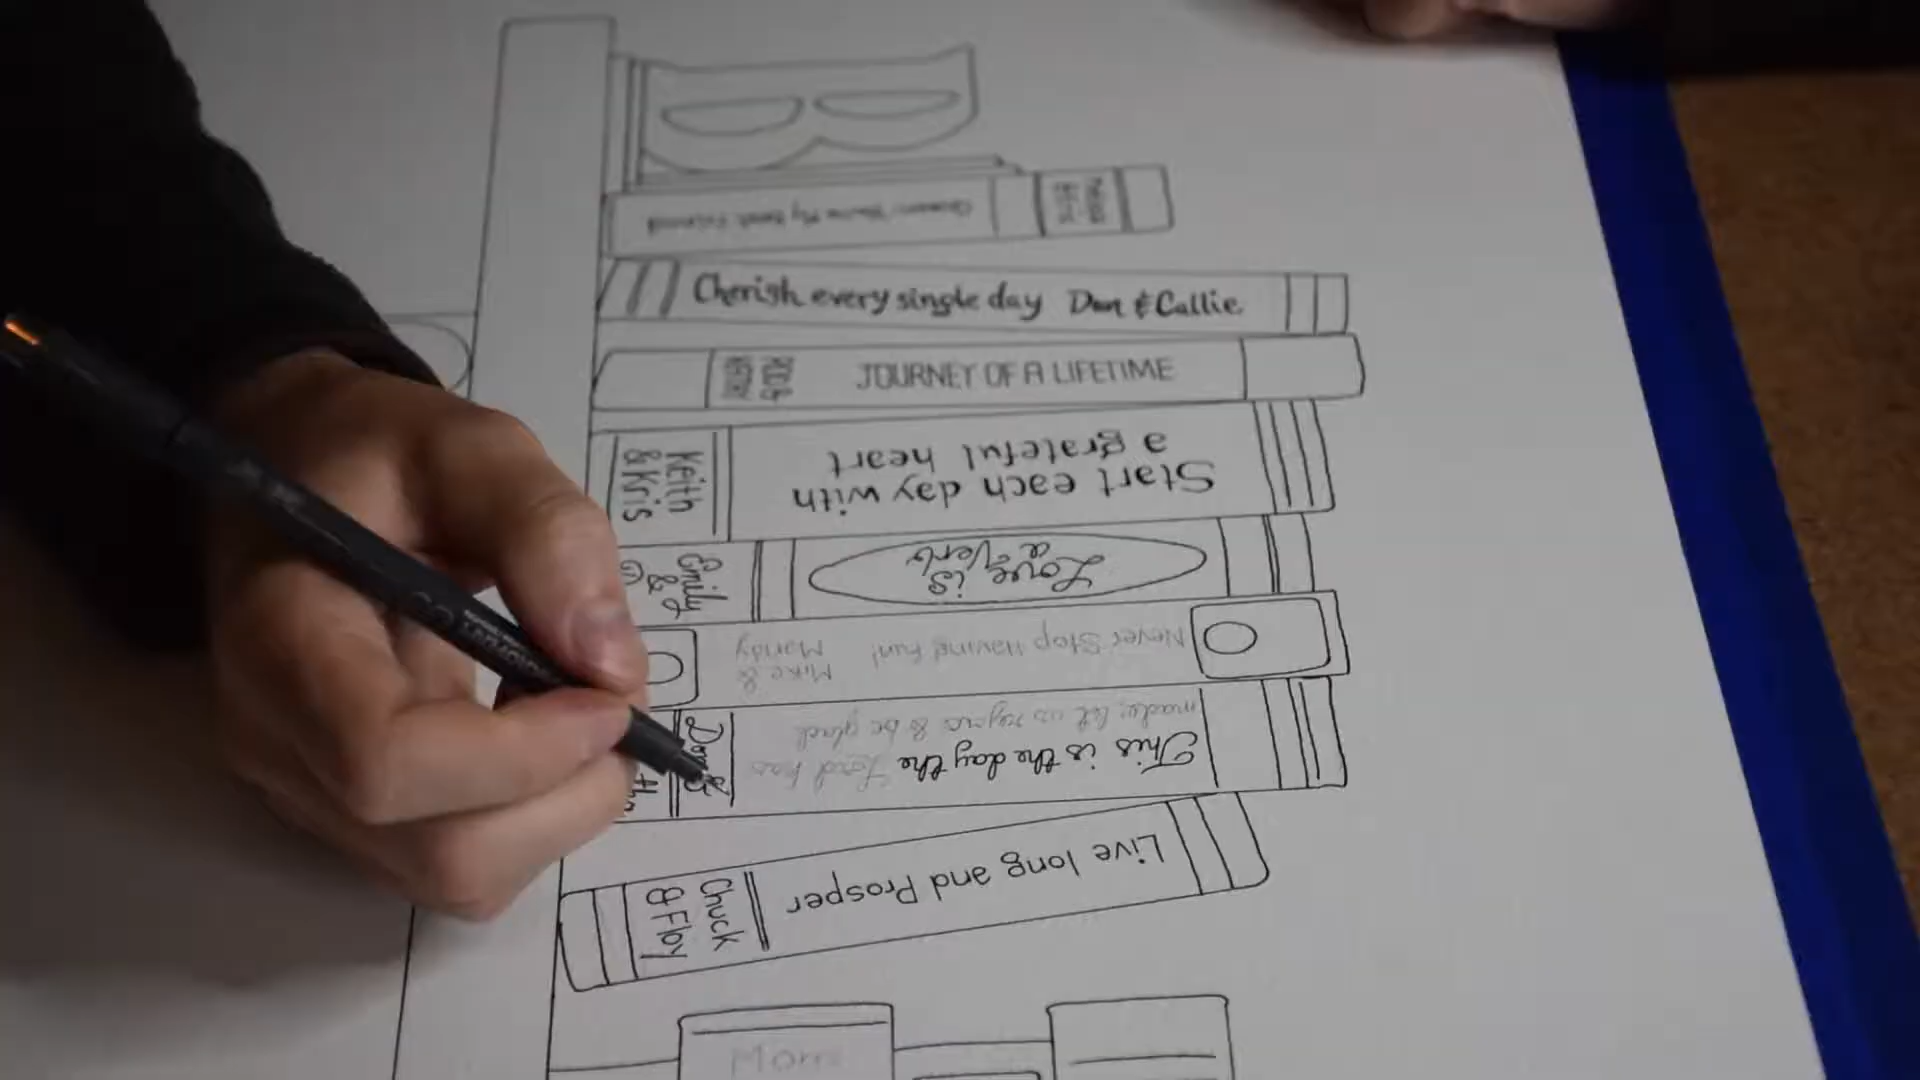 Cherish every single day Dan & Callie
JOURNEY OF A LIFETIME
Start each day with
a grateful heart
Keith
& Kris
Love is
a Verb
Emily
&
Never Stop Having Fun!
Mike &
Mandy
This is the day the Lord has
made; let us rejoice & be glad
Live long and Prosper
Chuck
& Floy
Mom